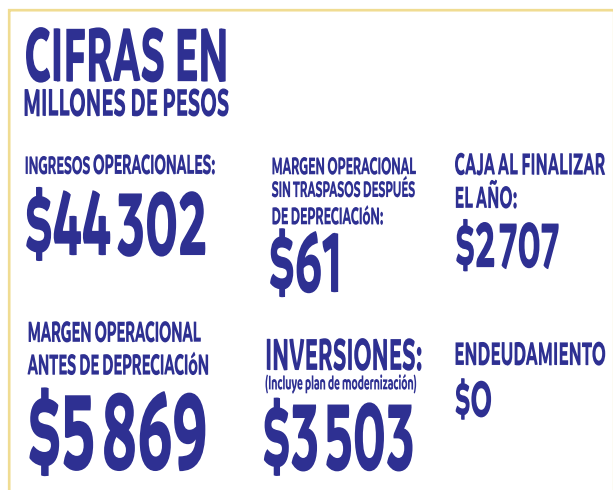 CIFRAS EN
MILLONES DE PESOS
INGRESOS OPERACIONALES:
$44 302
MARGEN OPERACIONAL
SIN TRASPASOS DESPUÉS
DE DEPRECIACIóN:
$61
CAJA AL FINALIZAR
EL AÑO:
$2 707
MARGEN OPERACIONAL
ANTES DE DEPRECIACIóN
$5 869
INVERSIONES:
(Incluye plan de modernización)
$3 503
ENDEUDAMIENTO
$0